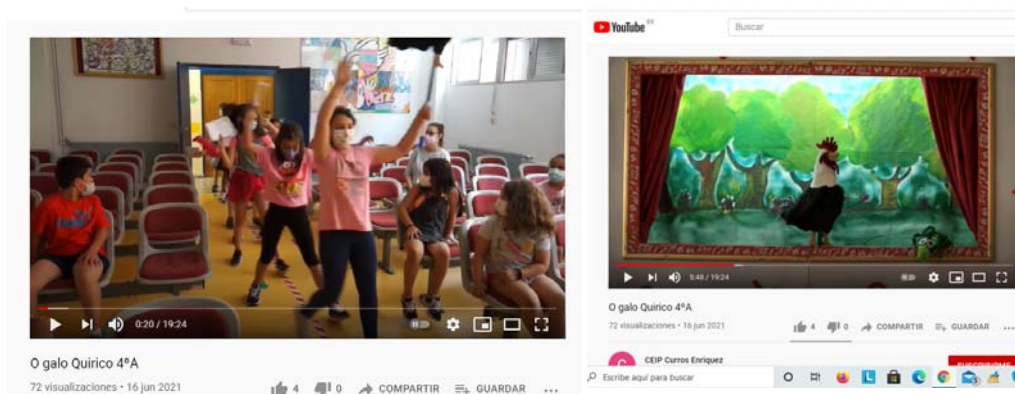 0:20 / 19:24
O galo Quirico 4ºA
72 visualizaciones • 16 jun 2021
4
0
COMPARTIR
GUARDAR
YouTube ES
Buscar
5:48 / 19:24
O galo Quirico 4ºA
72 visualizaciones • 16 jun 2021
4
0
COMPARTIR
GUARDAR
C
CEIP Curros Enriquez
Escribe aquí para buscar